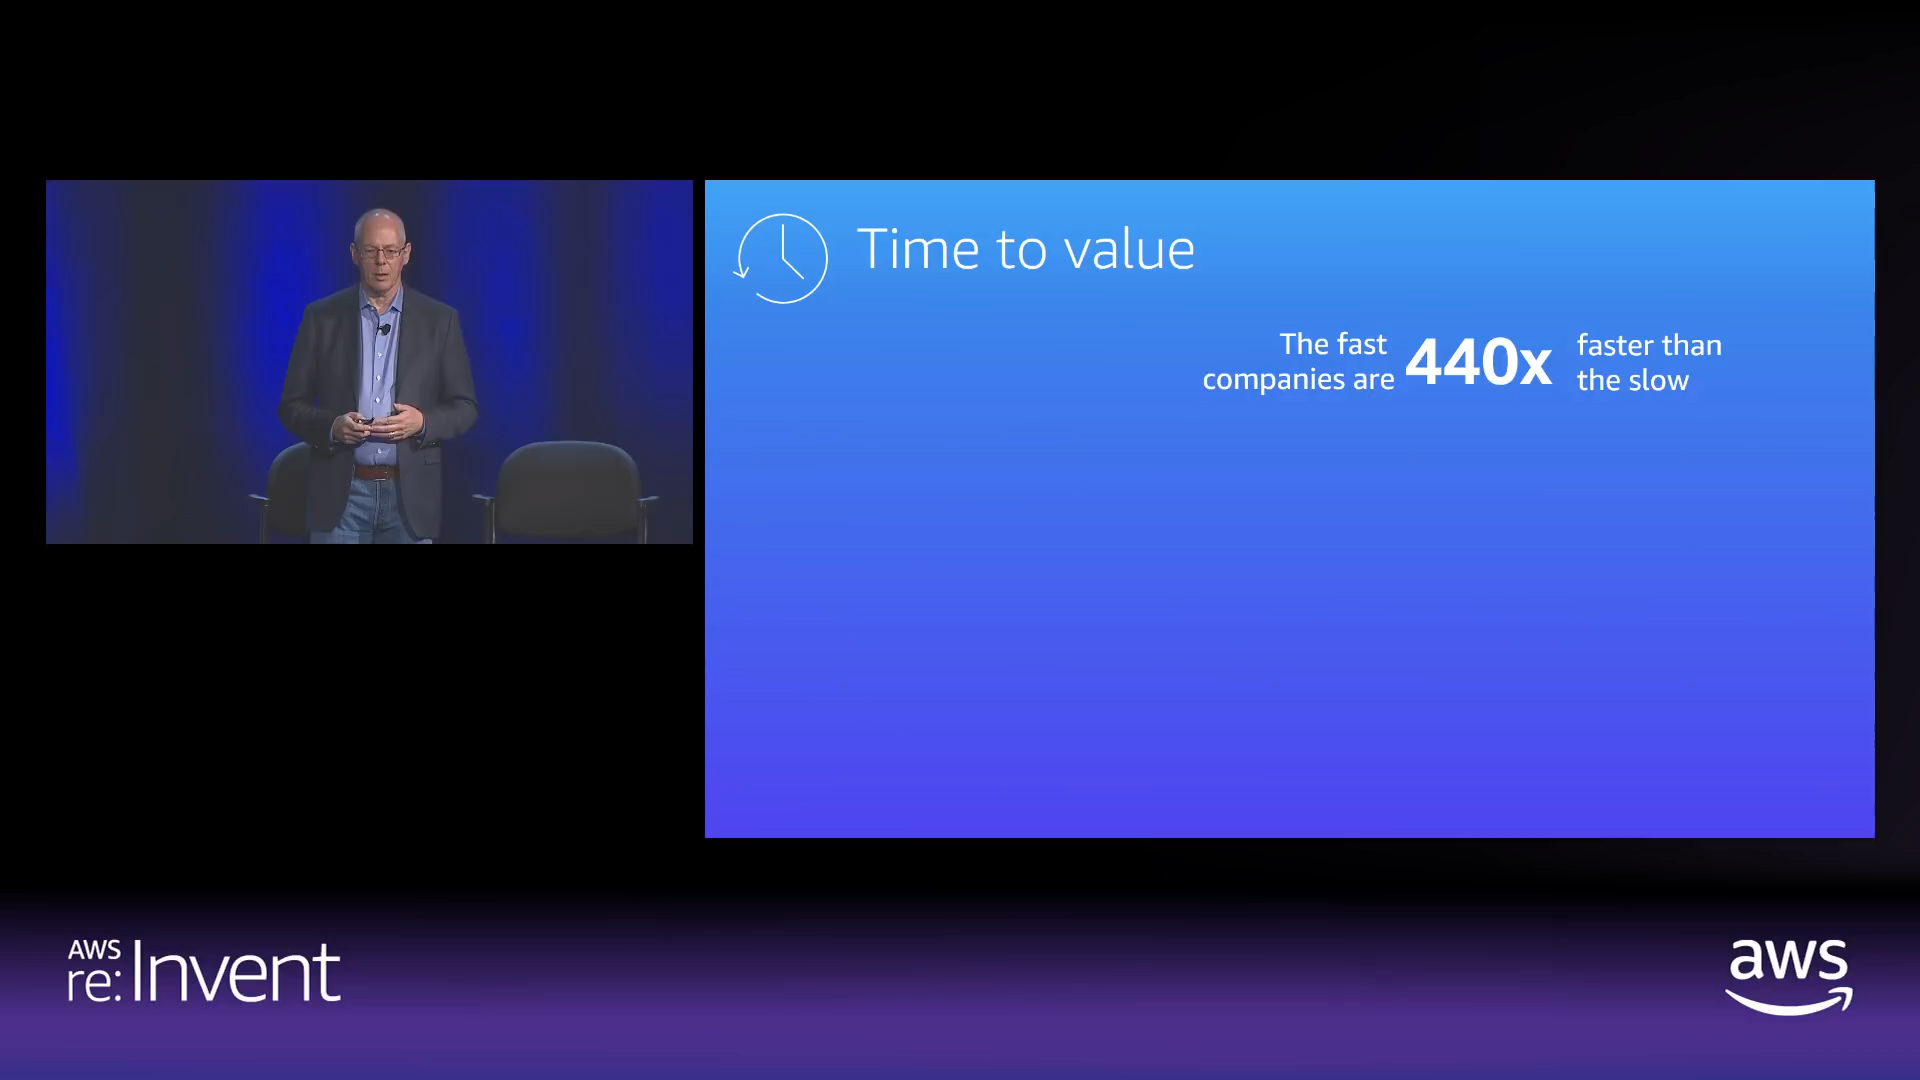 Time to value
The fast
companies are
440x
faster than
the slow
AWS
re:Invent
aws